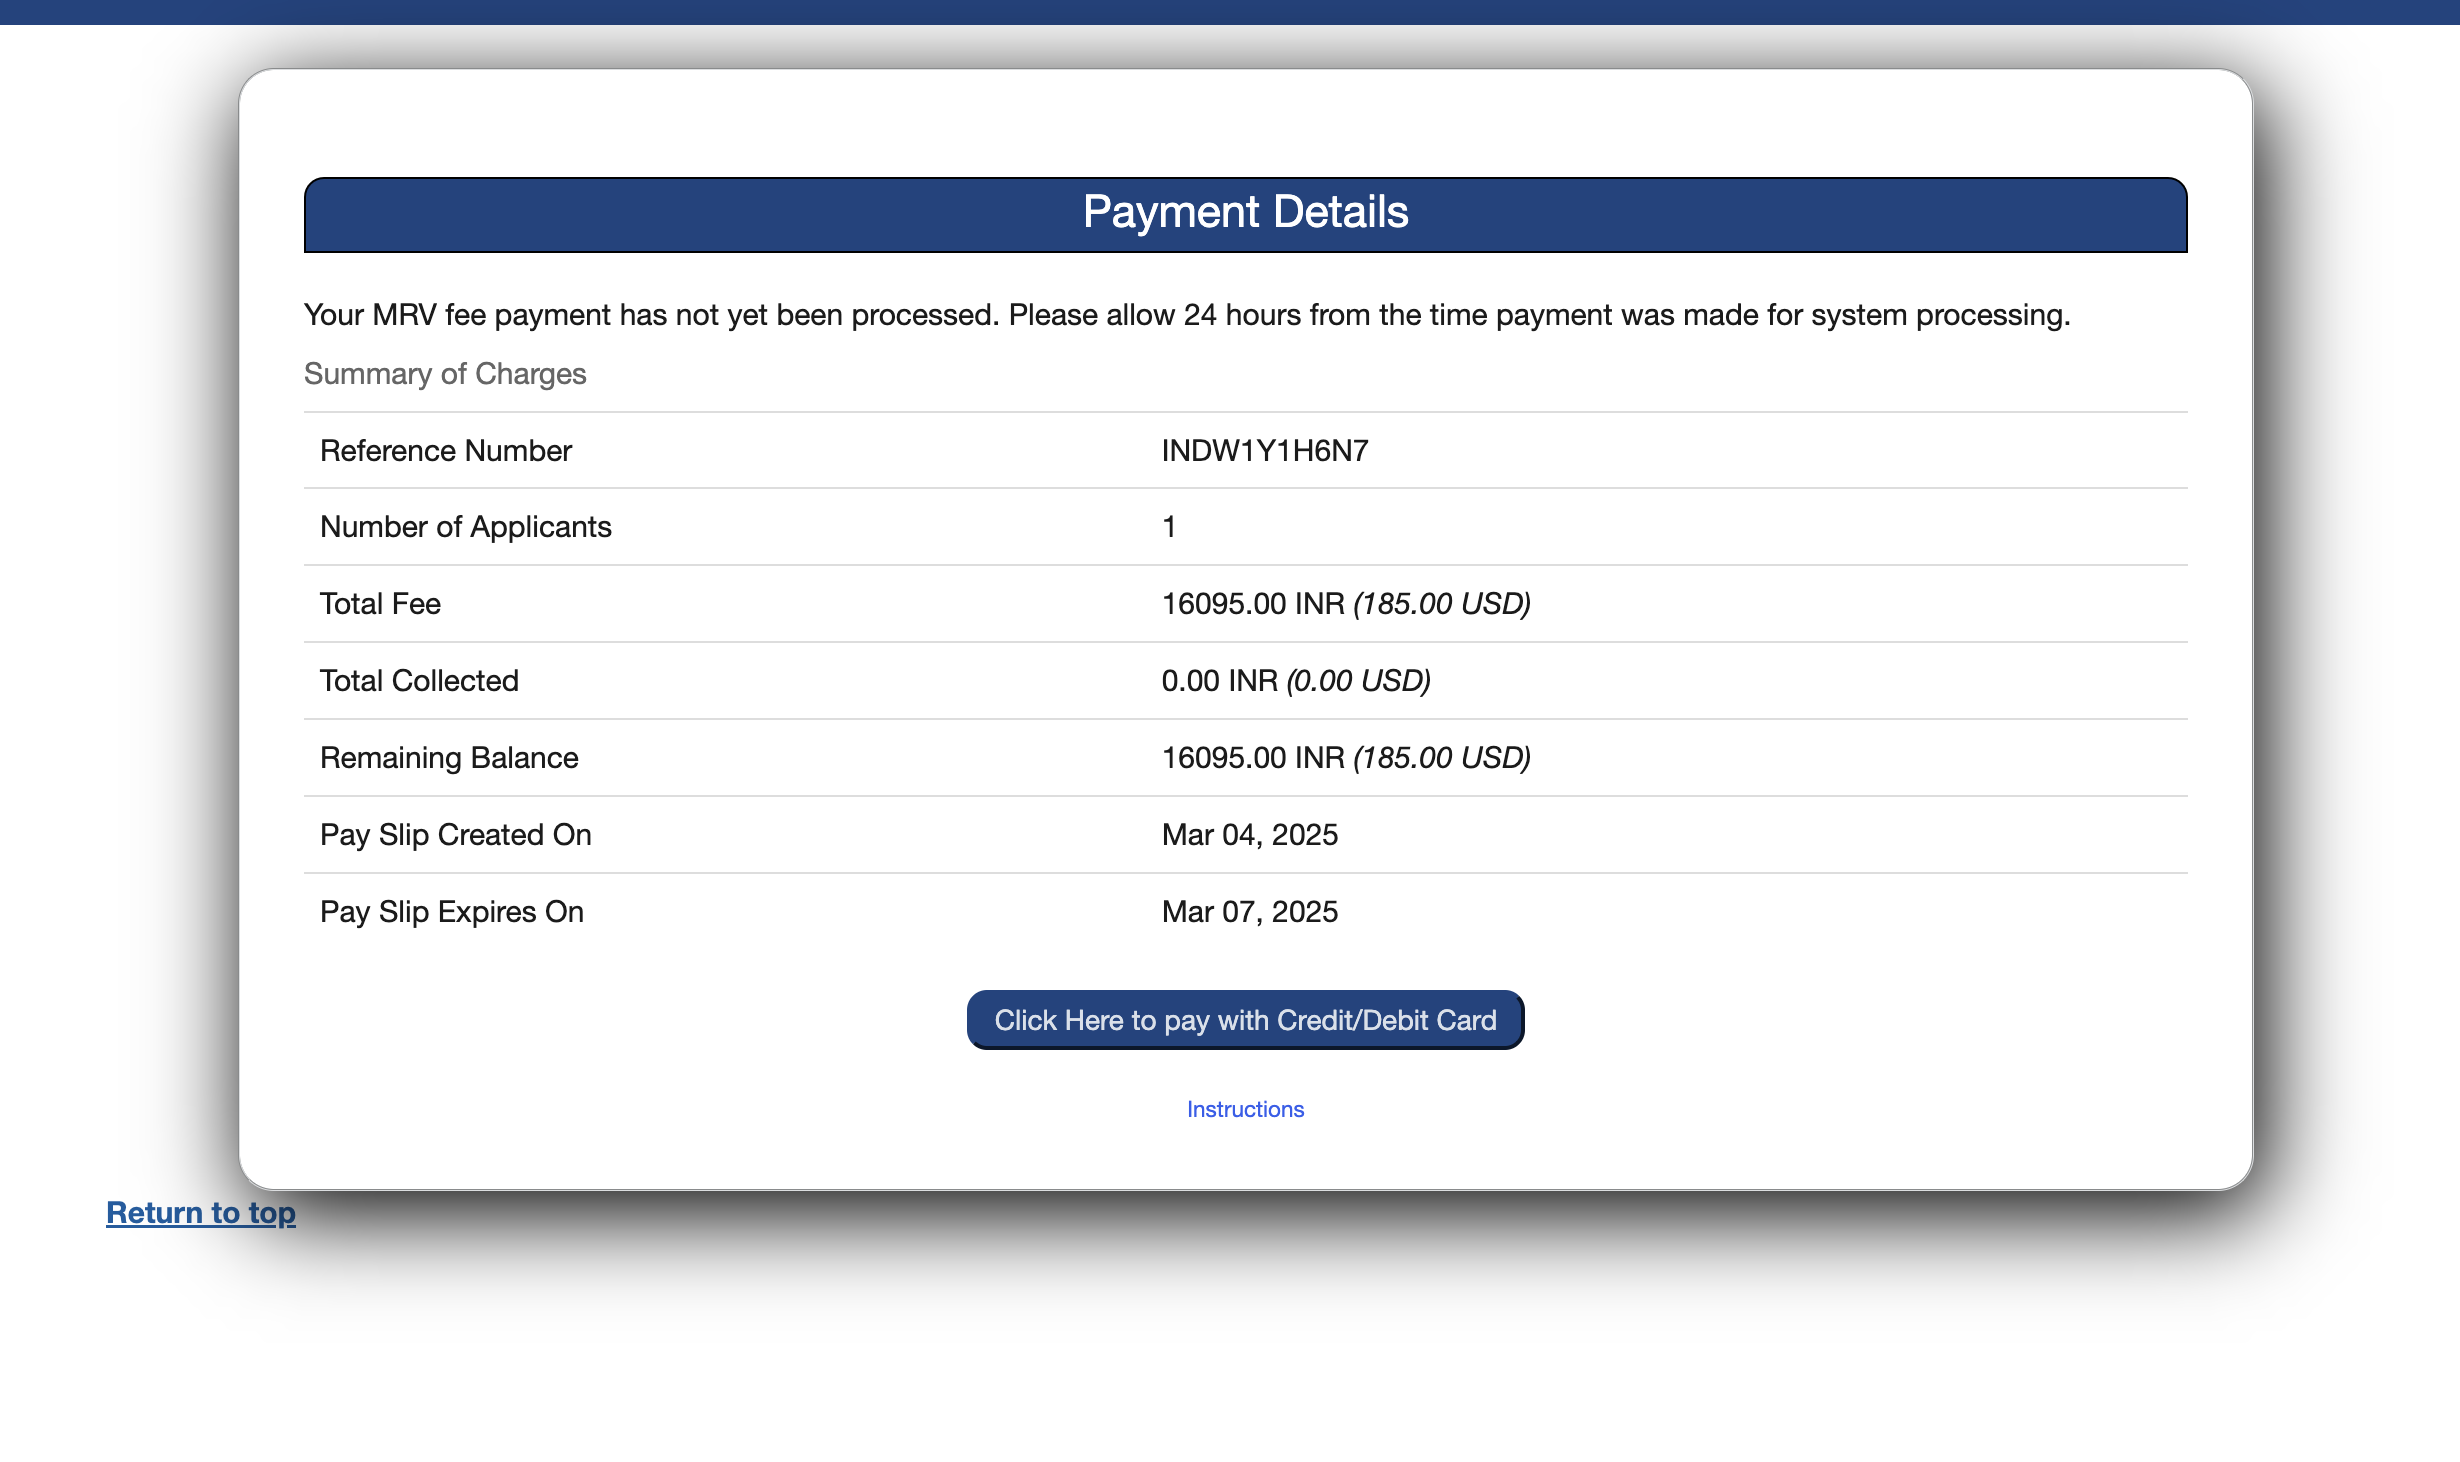 Payment Details
Your MRV fee payment has not yet been processed. Please allow 24 hours from the time payment was made for system processing.
Summary of Charges
Reference Number INDW1Y1H6N7
Number of Applicants 1
Total Fee 16095.00 INR (185.00 USD)
Total Collected 0.00 INR (0.00 USD)
Remaining Balance 16095.00 INR (185.00 USD)
Pay Slip Created On Mar 04, 2025
Pay Slip Expires On Mar 07, 2025
Click Here to pay with Credit/Debit Card
Instructions
Return to top